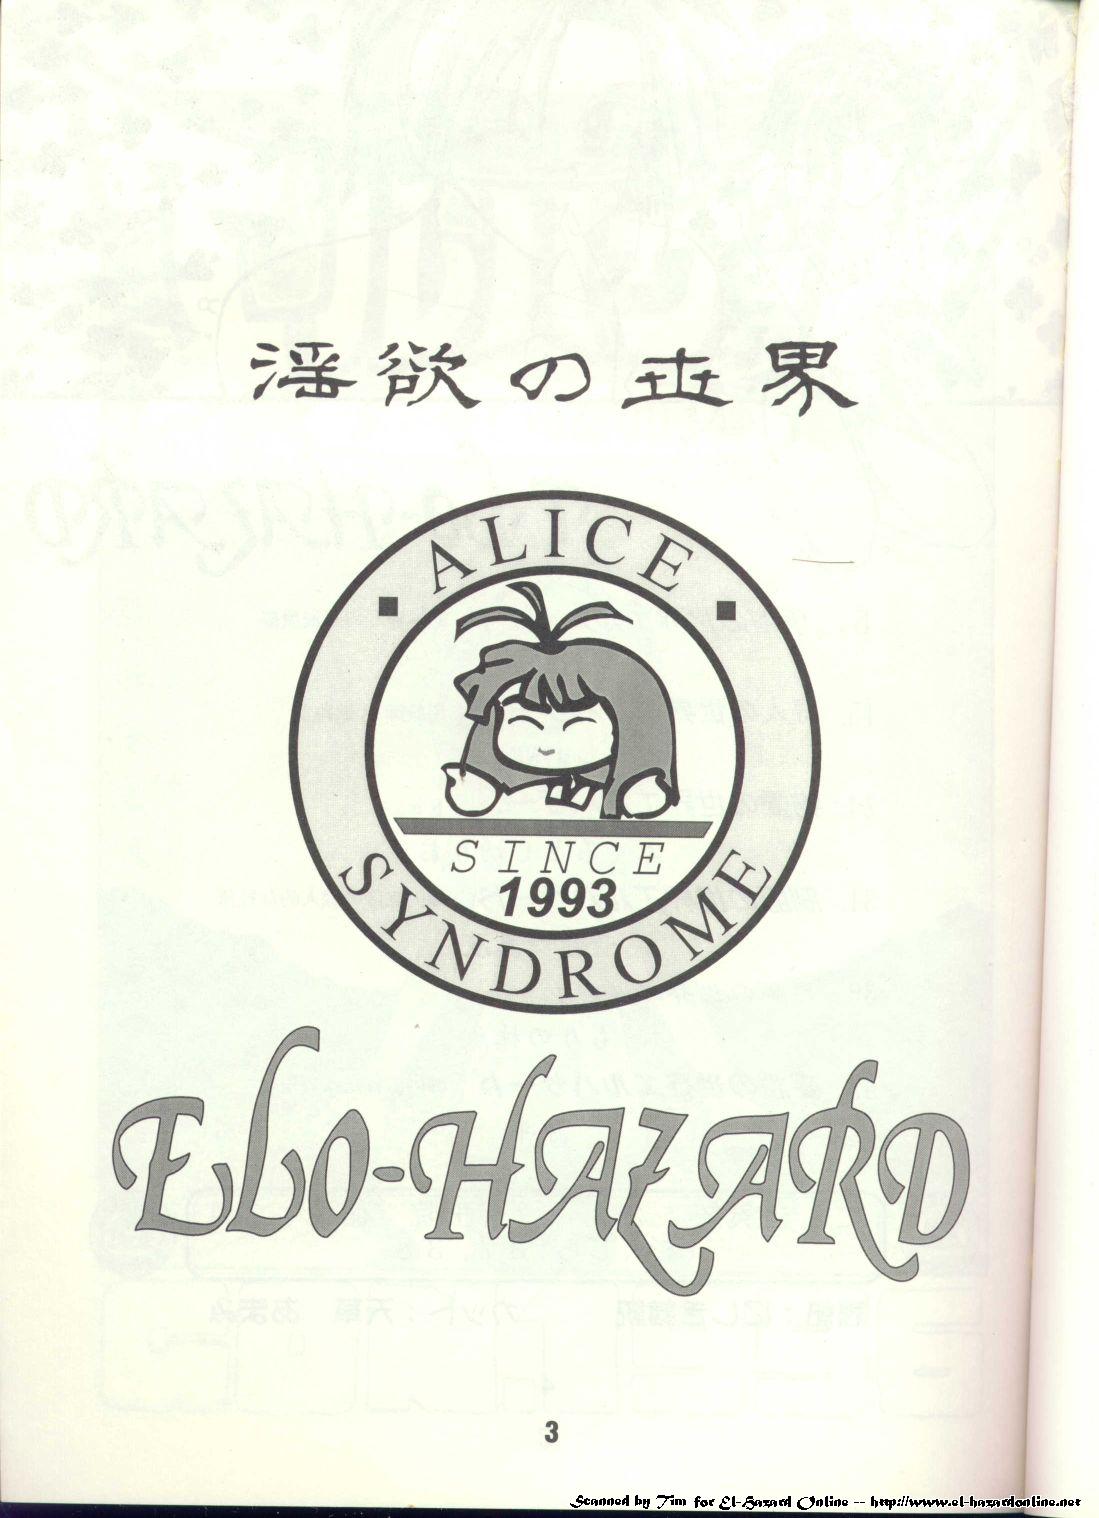 淫欲の世界
ALICE
SINCE
1993
SYNDROME
ELO-HAZARD
3
Scanned by Tim for El-Hazard Online -- http://www.el-hazardonline.net